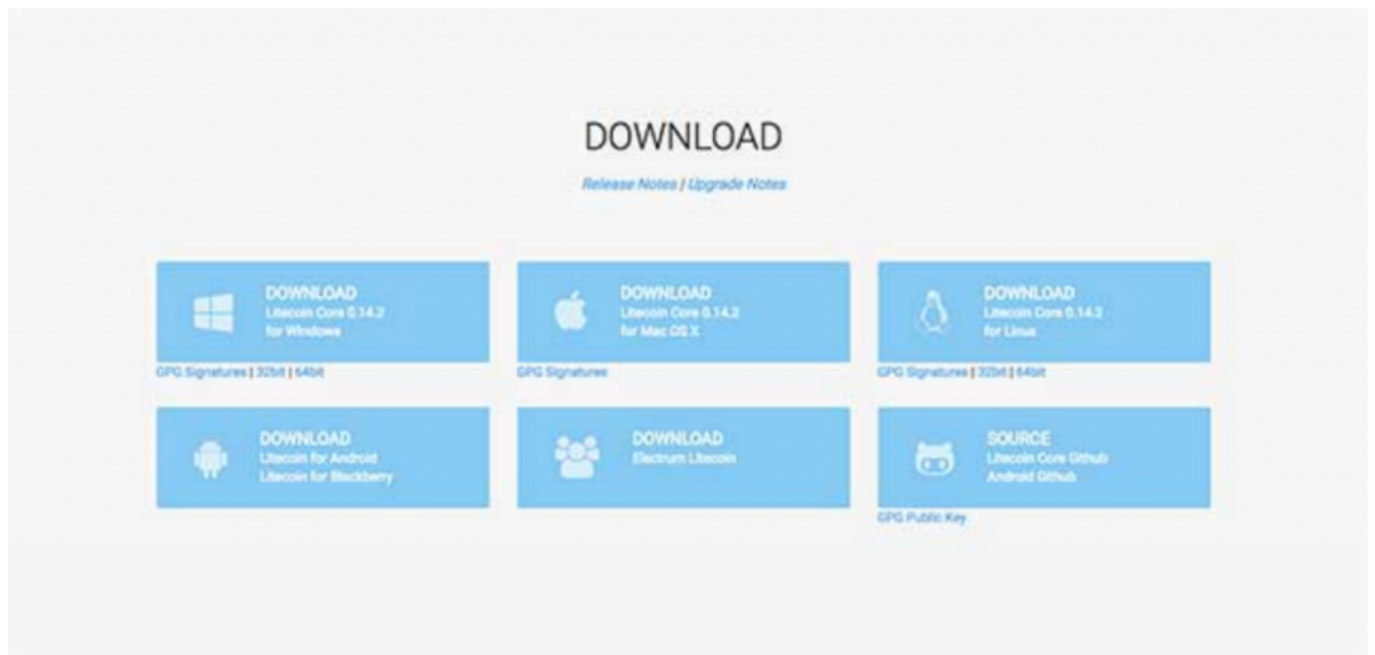 DOWNLOAD
Release Notes | Upgrade Notes
DOWNLOAD
Litecoin Core 0.14.2
for Windows
GPG Signatures | 32bit | 64bit
DOWNLOAD
Litecoin Core 0.14.2
for Mac OS X
GPG Signatures
DOWNLOAD
Litecoin Core 0.14.2
for Linux
GPG Signatures | 32bit | 64bit
DOWNLOAD
Litecoin for Android
Litecoin for Blackberry
DOWNLOAD
Electrum Litecoin
SOURCE
Litecoin Core Github
Android Github
GPG Public Key